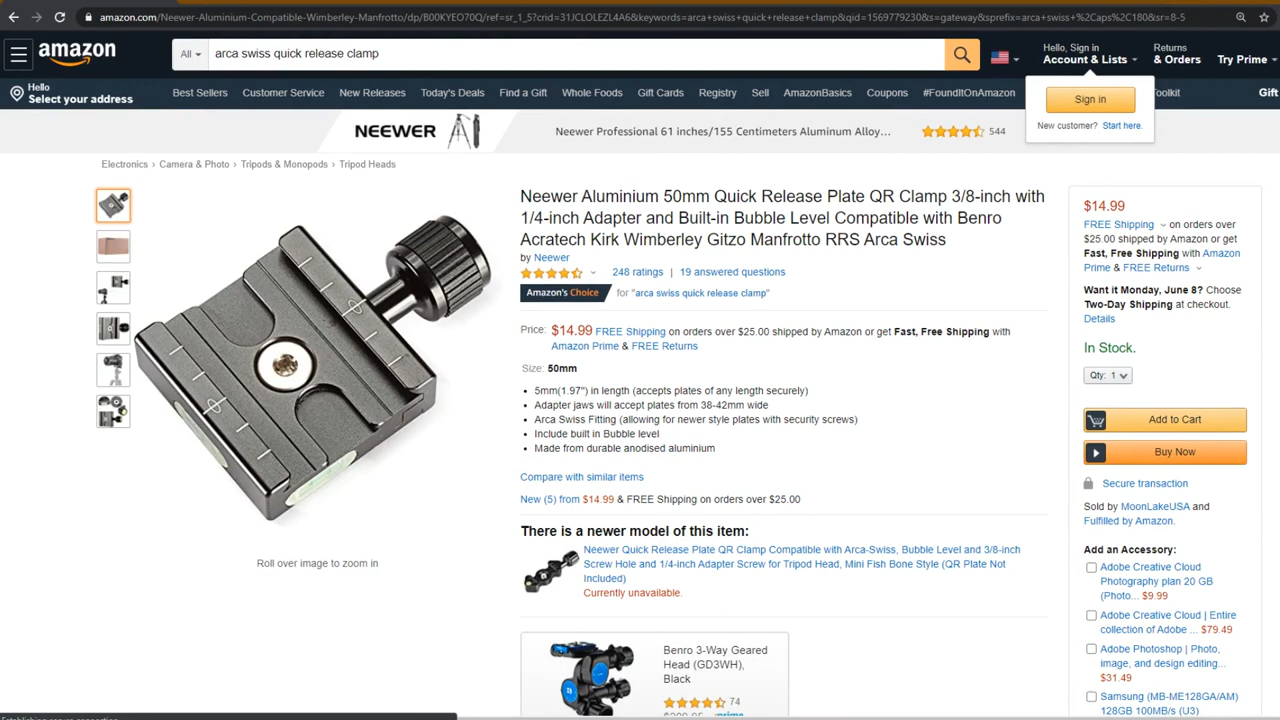 amazon.com/Neewer-Aluminium-Compatible-Wimberley-Manfrotto/dp/B00KYEO70Q/ref=sr_1_5?crid=31JCLOLEZL4A6&keywords=arca+swiss+quick+release+clamp&qid=1569779230&s=gateway&sprefix=arca+swiss+%2Caps%2C180&sr=8-5
amazon
All
arca swiss quick release clamp
Hello, Sign in
Account & Lists
Returns
& Orders
Try Prime
Hello
Select your address
Best Sellers Customer Service New Releases Today's Deals Find a Gift Whole Foods Gift Cards Registry Sell AmazonBasics Coupons #FoundItOnAmazon Toolkit Gift
Sign in
New customer? Start here.
NEEWER Neewer Professional 61 inches/155 Centimeters Aluminum Alloy... 544
Electronics › Camera & Photo › Tripods & Monopods › Tripod Heads
Neewer Aluminium 50mm Quick Release Plate QR Clamp 3/8-inch with
1/4-inch Adapter and Built-in Bubble Level Compatible with Benro
Acratech Kirk Wimberley Gitzo Manfrotto RRS Arca Swiss
by Neewer
248 ratings | 19 answered questions
Amazon's Choice for "arca swiss quick release clamp"
Price: $14.99 FREE Shipping on orders over $25.00 shipped by Amazon or get Fast, Free Shipping with
Amazon Prime & FREE Returns
Size: 50mm
• 5mm(1.97") in length (accepts plates of any length securely)
• Adapter jaws will accept plates from 38-42mm wide
• Arca Swiss Fitting (allowing for newer style plates with security screws)
• Include built in Bubble level
• Made from durable anodised aluminium
Compare with similar items
New (5) from $14.99 & FREE Shipping on orders over $25.00
There is a newer model of this item:
Neewer Quick Release Plate QR Clamp Compatible with Arca-Swiss, Bubble Level and 3/8-inch
Screw Hole and 1/4-inch Adapter Screw for Tripod Head, Mini Fish Bone Style (QR Plate Not
Included)
Currently unavailable.
Roll over image to zoom in
Benro 3-Way Geared
Head (GD3WH),
Black
74
$14.99
FREE Shipping on orders over
$25.00 shipped by Amazon or get
Fast, Free Shipping with Amazon
Prime & FREE Returns
Want it Monday, June 8? Choose
Two-Day Shipping at checkout.
Details
In Stock.
Qty: 1
Add to Cart
Buy Now
Secure transaction
Sold by MoonLakeUSA and
Fulfilled by Amazon.
Add an Accessory:
Adobe Creative Cloud
Photography plan 20 GB
(Photo... $9.99
Adobe Creative Cloud | Entire
collection of Adobe ... $79.49
Adobe Photoshop | Photo,
image, and design editing...
$31.49
Samsung (MB-ME128GA/AM)
128GB 100MB/s (U3)